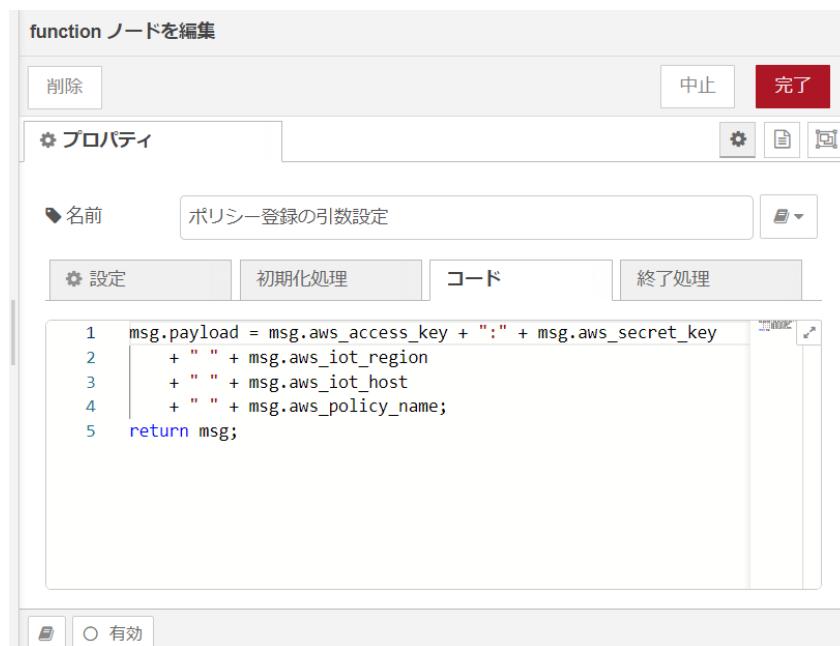 function ノードを編集
削除 中止 完了
プロパティ
名前 ポリシー登録の引数設定
設定 初期化処理 コード 終了処理
1 msg.payload = msg.aws_access_key + ":" + msg.aws_secret_key
2 + " " + msg.aws_iot_region
3 + " " + msg.aws_iot_host
4 + " " + msg.aws_policy_name;
5 return msg;
有効